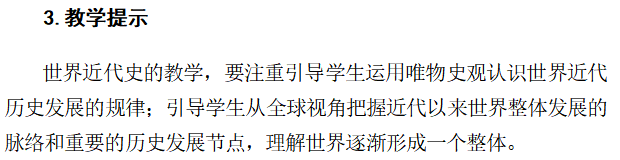 3. 教学提示
世界近代史的教学，要注重引导学生运用唯物史观认识世界近代
历史发展的规律；引导学生从全球视角把握近代以来世界整体发展的
脉络和重要的历史发展节点，理解世界逐渐形成一个整体。